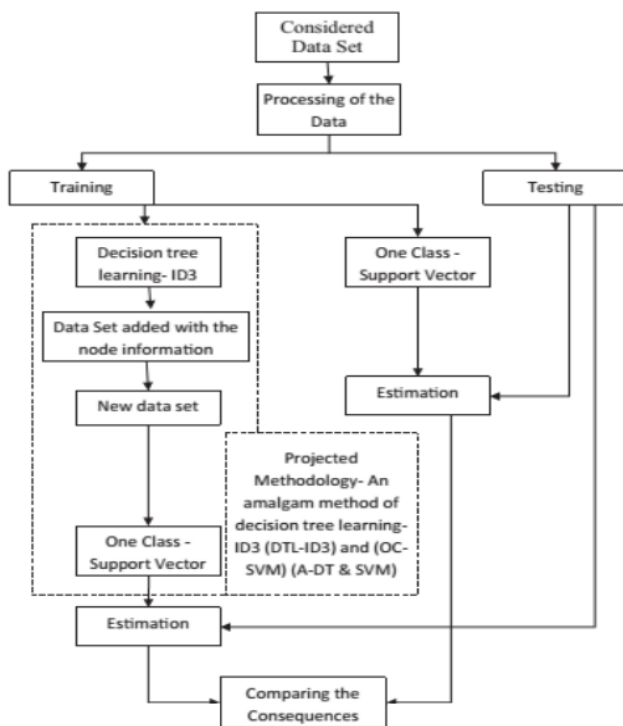 Considered
Data Set
Processing of the
Data
Training
Testing
Decision tree
learning- ID3
One Class -
Support Vector
Data Set added with the
node information
Estimation
New data set
Projected
Methodology- An
amalgam method of
decision tree learning-
ID3 (DTL-ID3) and (OC-
SVM) (A-DT & SVM)
One Class -
Support Vector
Estimation
Comparing the
Consequences